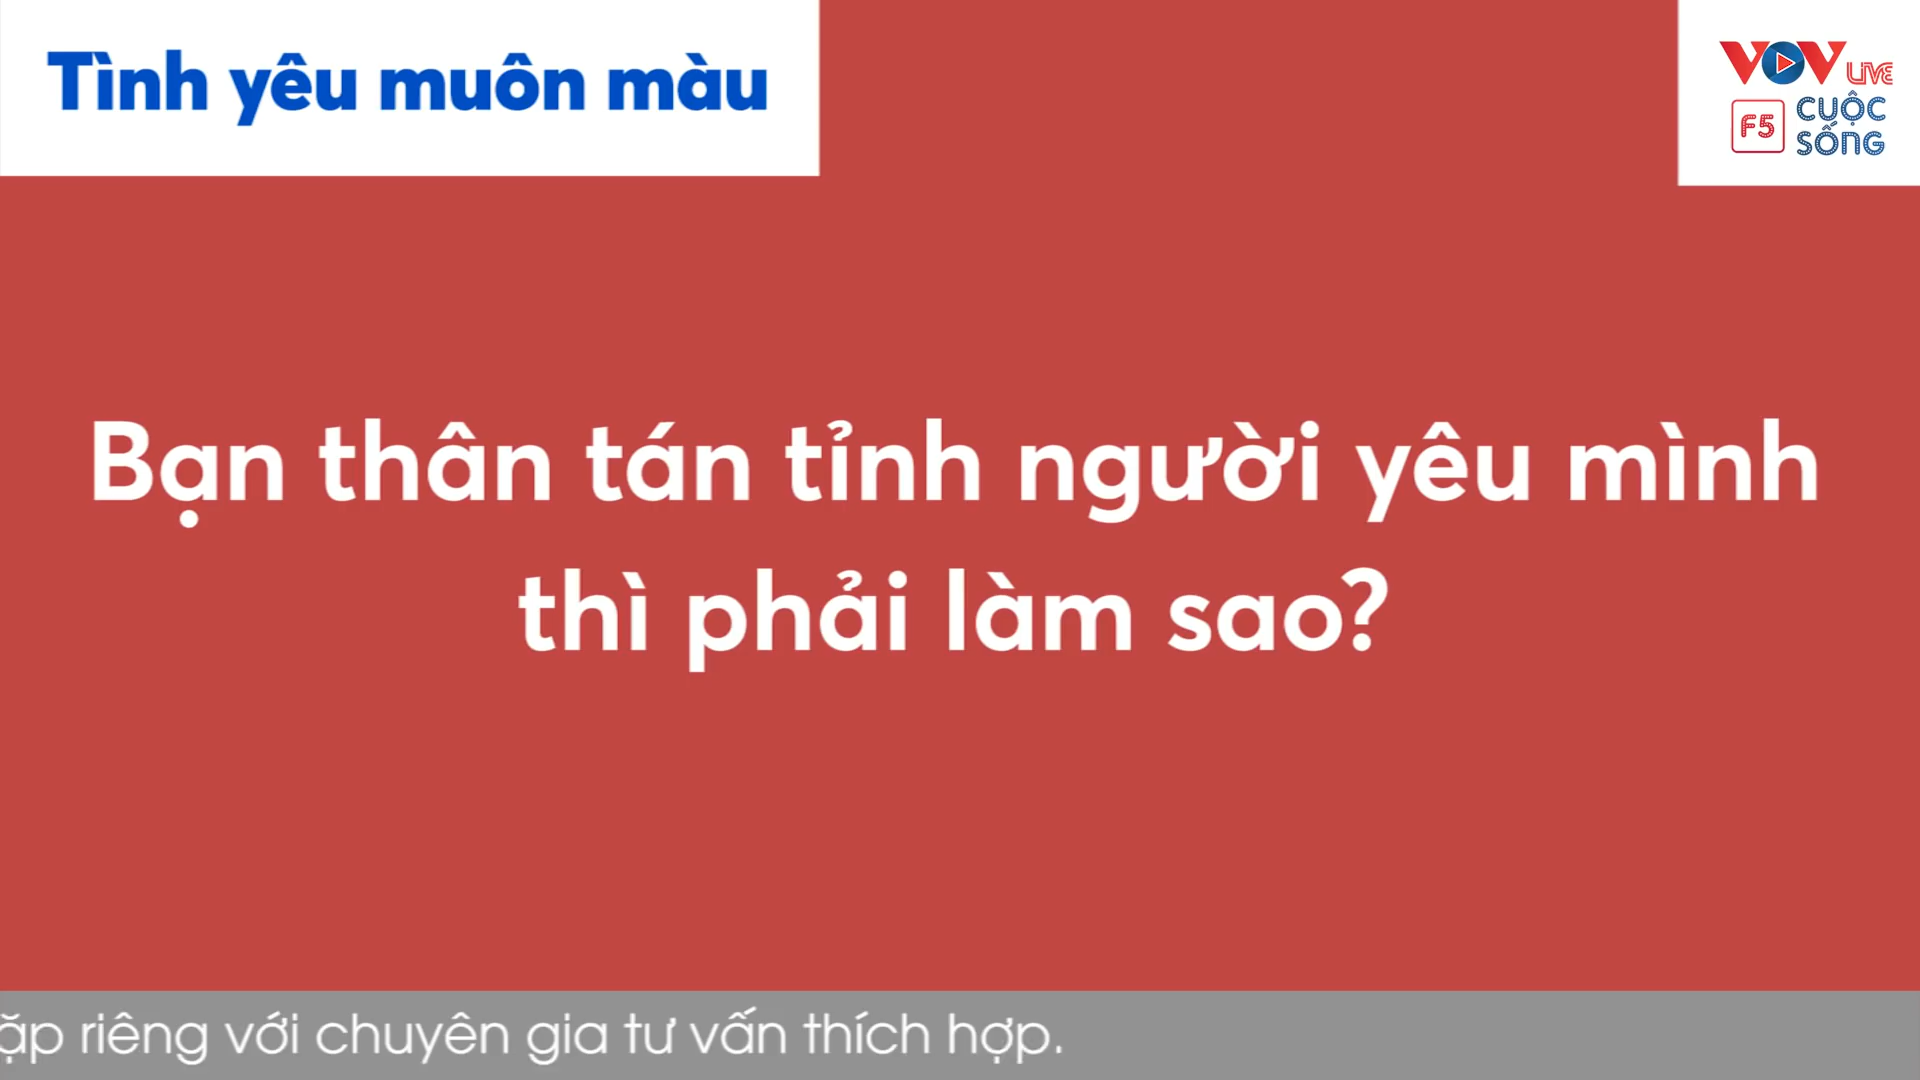 Tình yêu muôn màu
VOV LIVE
F5 CUỘC SỐNG
Bạn thân tán tỉnh người yêu mình
thì phải làm sao?
riêng với chuyên gia tư vấn thích hợp.